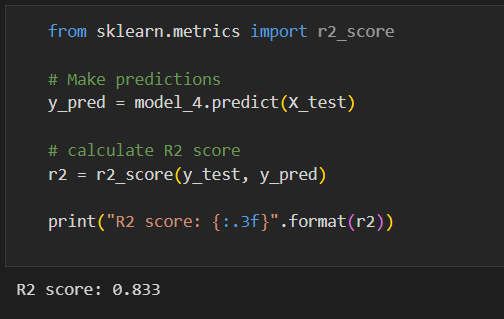 from sklearn.metrics import r2_score
# Make predictions
y_pred = model_4.predict(X_test)
# calculate R2 score
r2 = r2_score(y_test, y_pred)
print("R2 score: {:.3f}".format(r2))
R2 score: 0.833